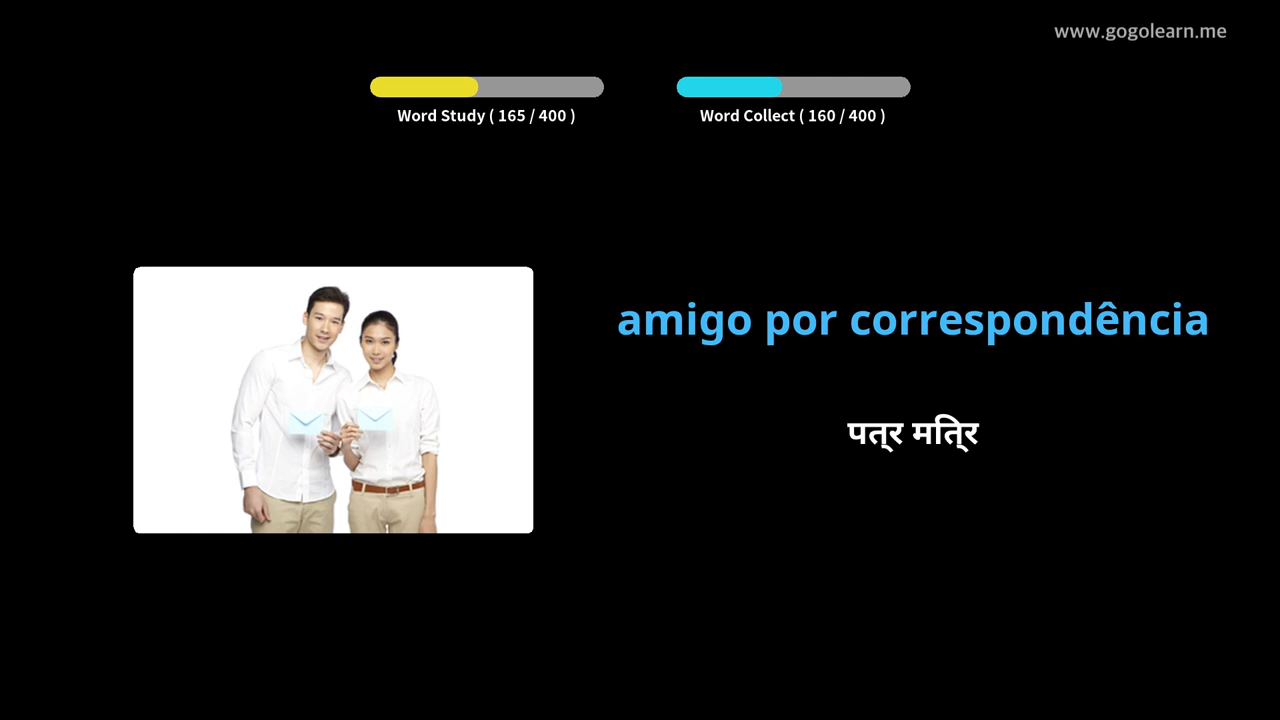 www.gogolearn.me
Word Study ( 165 / 400 )
Word Collect ( 160 / 400 )
amigo por correspondência
पत्र मित्र